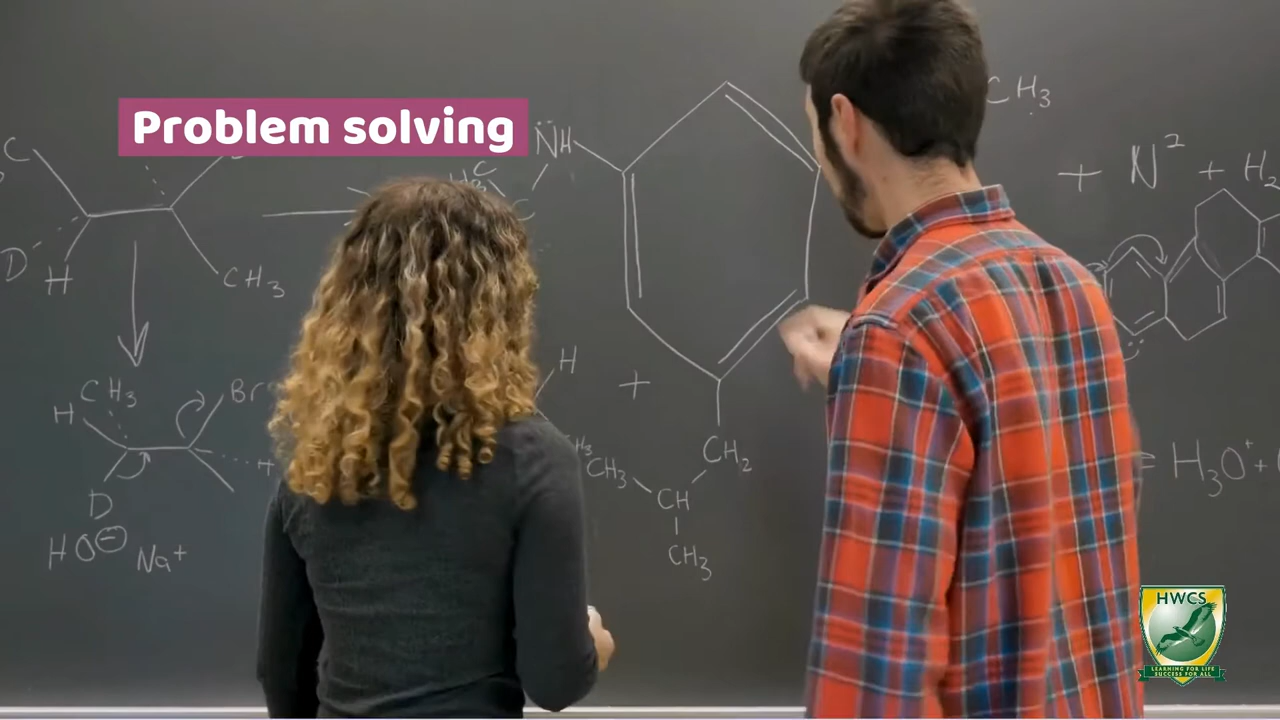 Problem solving
C
N̈H
H₃C
C
CH₃
+ N² + H₂
D
H
CH₃
CH₃
H
Br
H
+
H
D
CH₂
CH₃
CH
CH₃
HO⊖ Na⁺
= H₃O⁺ +
HWCS
LEARNING FOR LIFE
SUCCESS FOR ALL